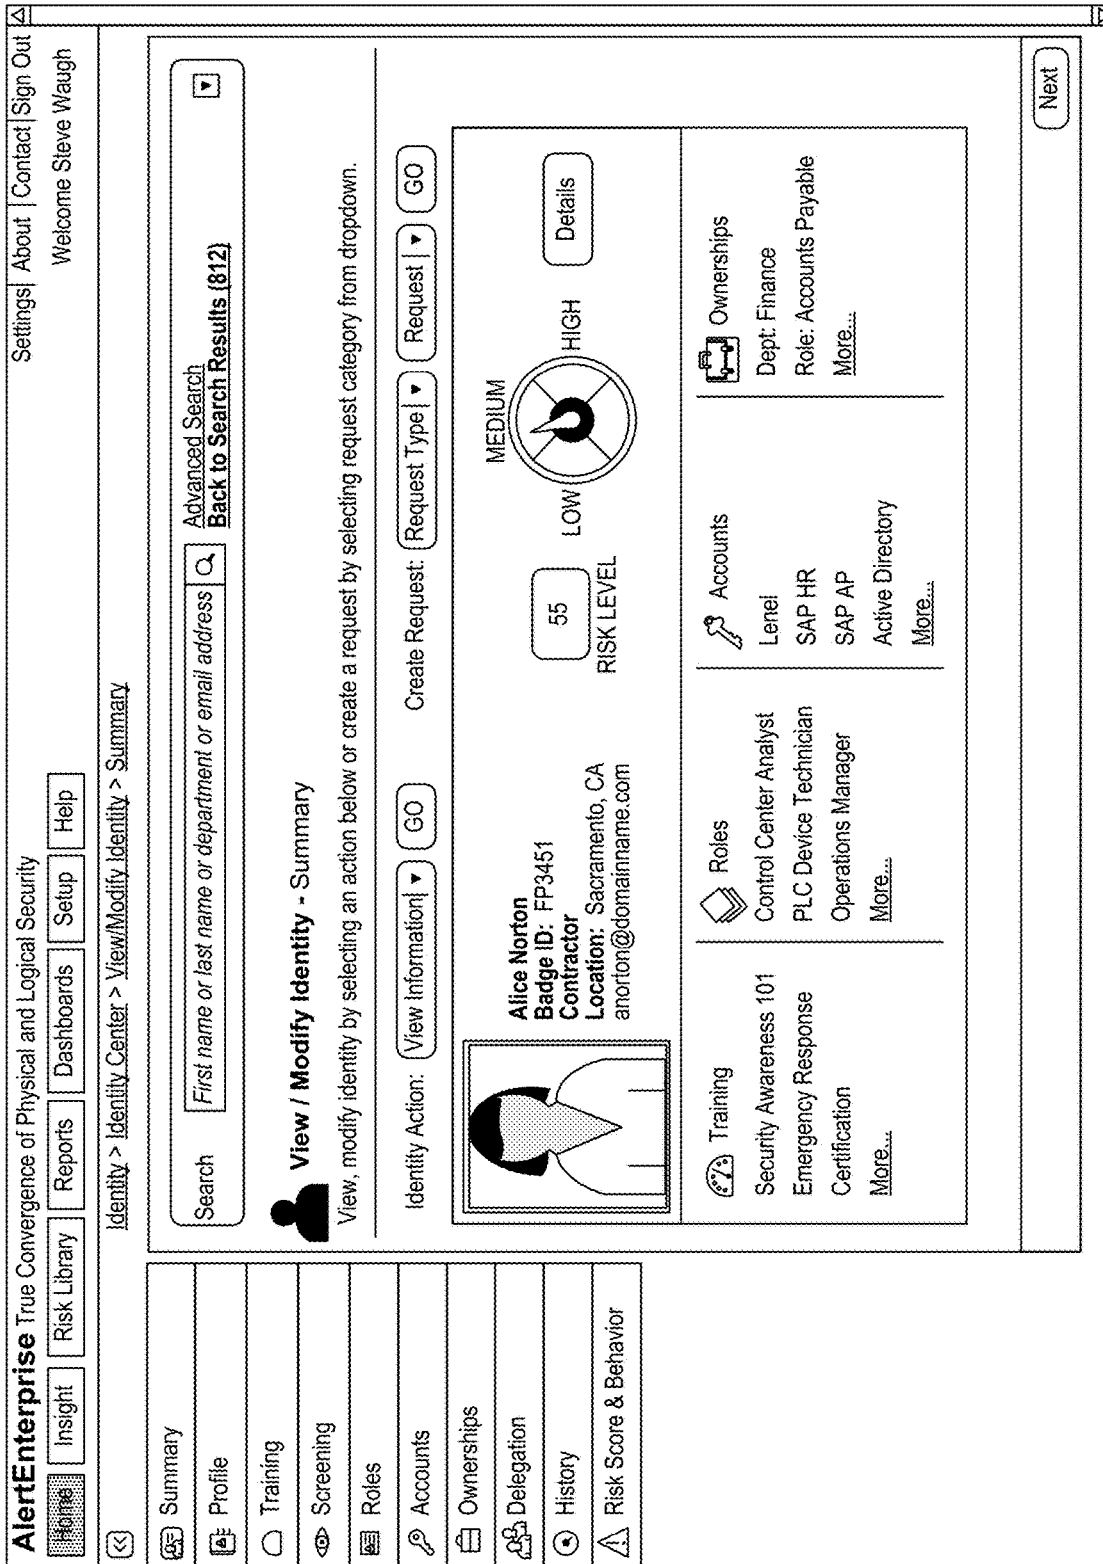 AlertEnterprise True Convergence of Physical and Logical Security
Settings| About | Contact | Sign Out
Home Insight Risk Library Reports Dashboards Setup Help
Welcome Steve Waugh
Identity > Identity Center > View/Modify Identity > Summary
Summary
Profile
Training
Screening
Roles
Accounts
Ownerships
Delegation
History
Risk Score & Behavior
Search First name or last name or department or email address Advanced Search
Back to Search Results (812)
View / Modify Identity - Summary
View, modify identity by selecting an action below or create a request by selecting request category from dropdown.
Identity Action: View Information GO Create Request: Request Type Request GO
Alice Norton
Badge ID: FP3451
Contractor
Location: Sacramento, CA
anorton@domainname.com
55
RISK LEVEL
MEDIUM
LOW HIGH
Details
Training
Security Awareness 101
Emergency Response
Certification
More...
Roles
Control Center Analyst
PLC Device Technician
Operations Manager
More...
Accounts
Lenel
SAP HR
SAP AP
Active Directory
More...
Ownerships
Dept: Finance
Role: Accounts Payable
More...
Next